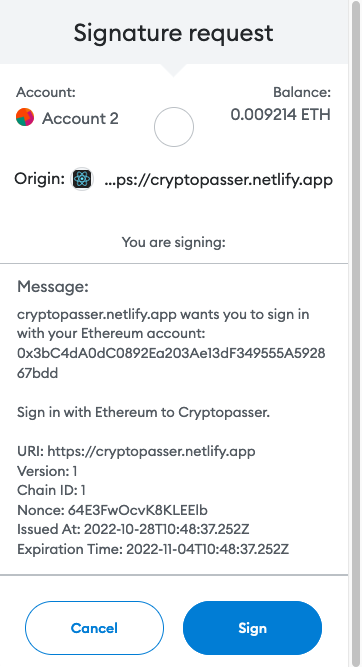 Signature request
Account:
Balance:
Account 2
0.009214 ETH
Origin: ...ps://cryptopasser.netlify.app
You are signing:
Message:
cryptopasser.netlify.app wants you to sign in
with your Ethereum account:
0x3bC4dA0dC0892Ea203Ae13dF349555A5928
67bdd
Sign in with Ethereum to Cryptopasser.
URI: https://cryptopasser.netlify.app
Version: 1
Chain ID: 1
Nonce: 64E3FwOcvK8KLEElb
Issued At: 2022-10-28T10:48:37.252Z
Expiration Time: 2022-11-04T10:48:37.252Z
Cancel
Sign